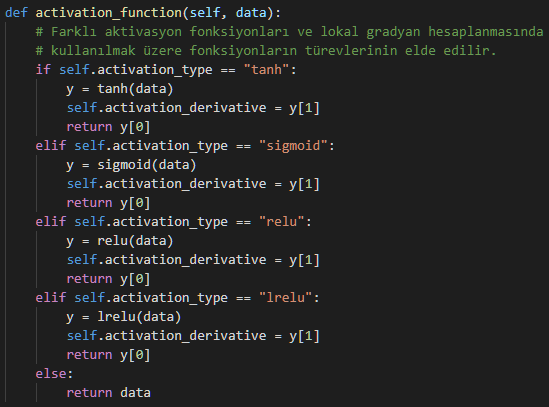 def activation_function(self, data):
    # Farklı aktivasyon fonksiyonları ve lokal gradyan hesaplanmasında
    # kullanılmak üzere fonksiyonların türevlerinin elde edilir.
    if self.activation_type == "tanh":
        y = tanh(data)
        self.activation_derivative = y[1]
        return y[0]
    elif self.activation_type == "sigmoid":
        y = sigmoid(data)
        self.activation_derivative = y[1]
        return y[0]
    elif self.activation_type == "relu":
        y = relu(data)
        self.activation_derivative = y[1]
        return y[0]
    elif self.activation_type == "lrelu":
        y = lrelu(data)
        self.activation_derivative = y[1]
        return y[0]
    else:
        return data